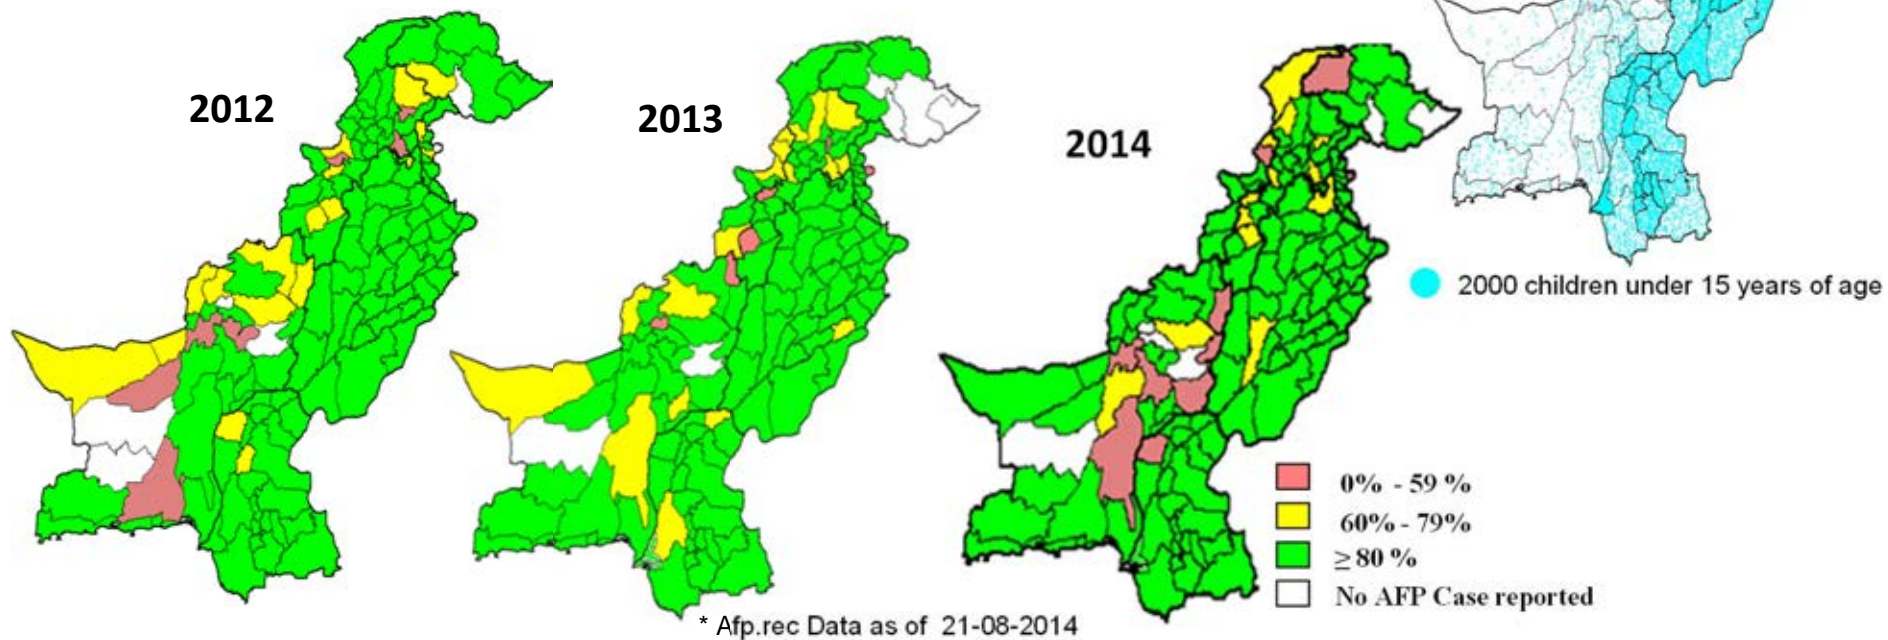 2012
2013
2014
2000 children under 15 years of age
0% - 59 %
60% - 79%
≥ 80 %
No AFP Case reported
* Afp.rec Data as of 21-08-2014